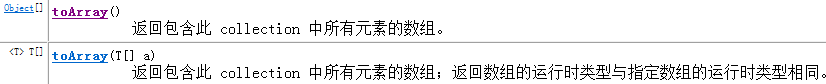 Object[] toArray()
返回包含此 collection 中所有元素的数组。
<T> T[] toArray(T[] a)
返回包含此 collection 中所有元素的数组；返回数组的运行时类型与指定数组的运行时类型相同。